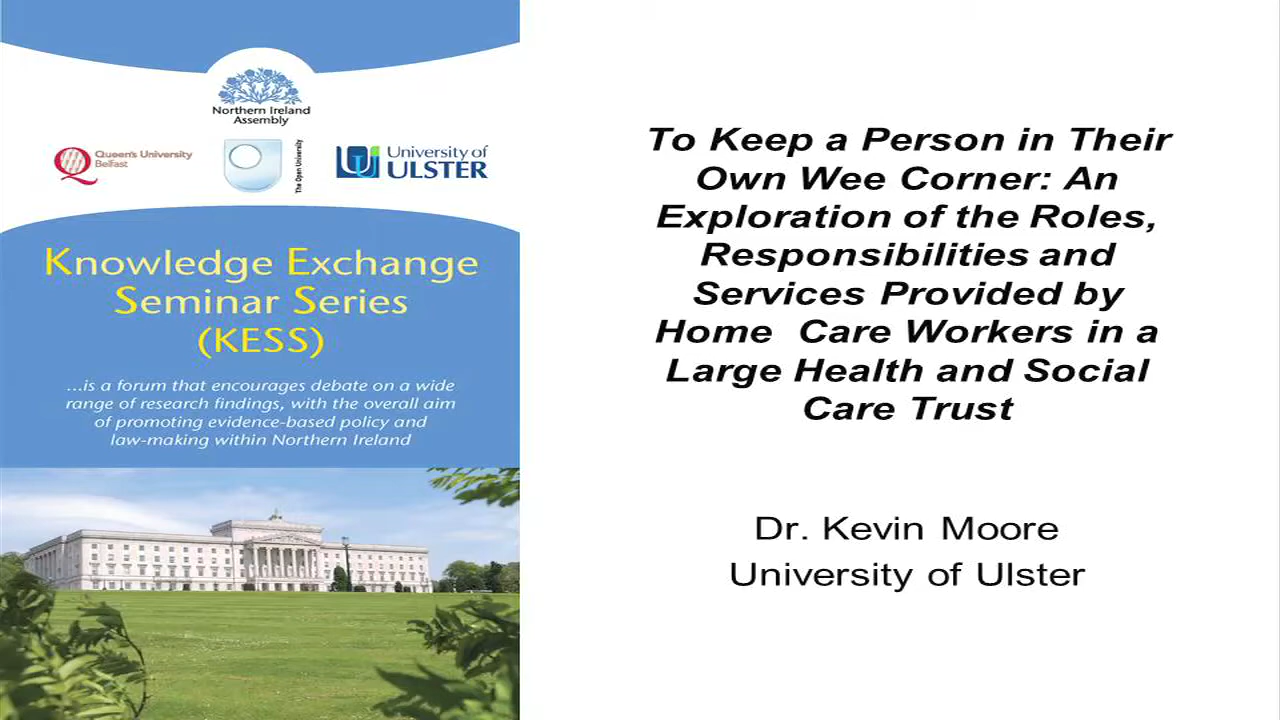 Northern Ireland
Assembly
Queen's University
Belfast
The Open University
University of
ULSTER
Knowledge Exchange
Seminar Series
(KESS)
...is a forum that encourages debate on a wide
range of research findings, with the overall aim
of promoting evidence-based policy and
law-making within Northern Ireland
To Keep a Person in Their
Own Wee Corner: An
Exploration of the Roles,
Responsibilities and
Services Provided by
Home Care Workers in a
Large Health and Social
Care Trust
Dr. Kevin Moore
University of Ulster